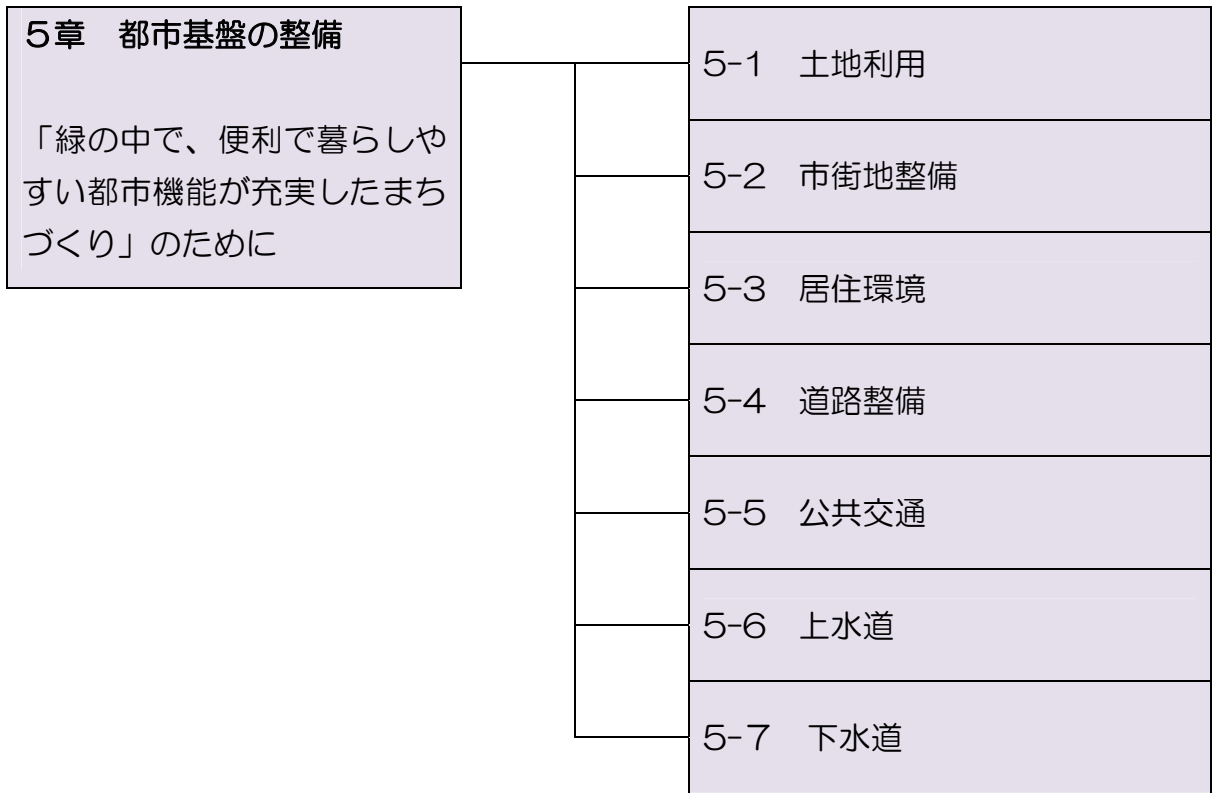 5章　都市基盤の整備
「緑の中で、便利で暮らしや
すい都市機能が充実したまち
づくり」のために
5-1　土地利用
5-2　市街地整備
5-3　居住環境
5-4　道路整備
5-5　公共交通
5-6　上水道
5-7　下水道